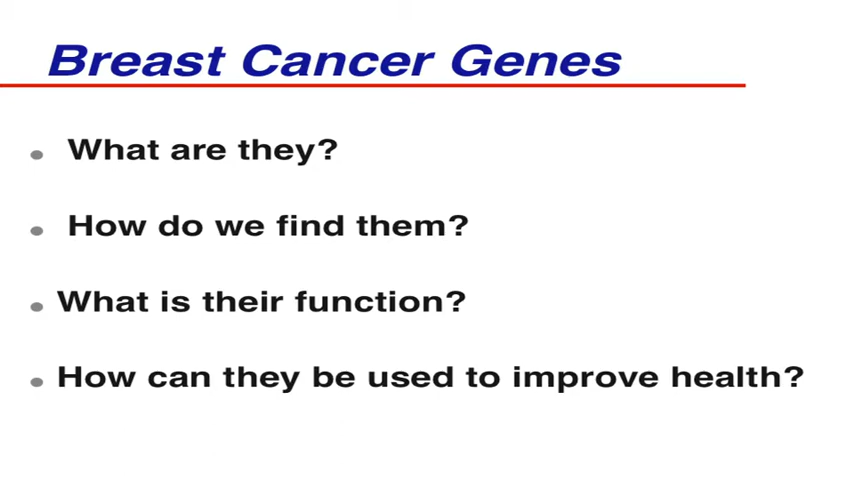 Breast Cancer Genes
What are they?
How do we find them?
What is their function?
How can they be used to improve health?